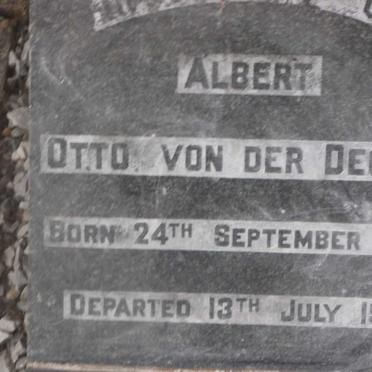 ALBERT
OTTO VON DER
BORN 24TH SEPTEMBER
DEPARTED 13TH JULY